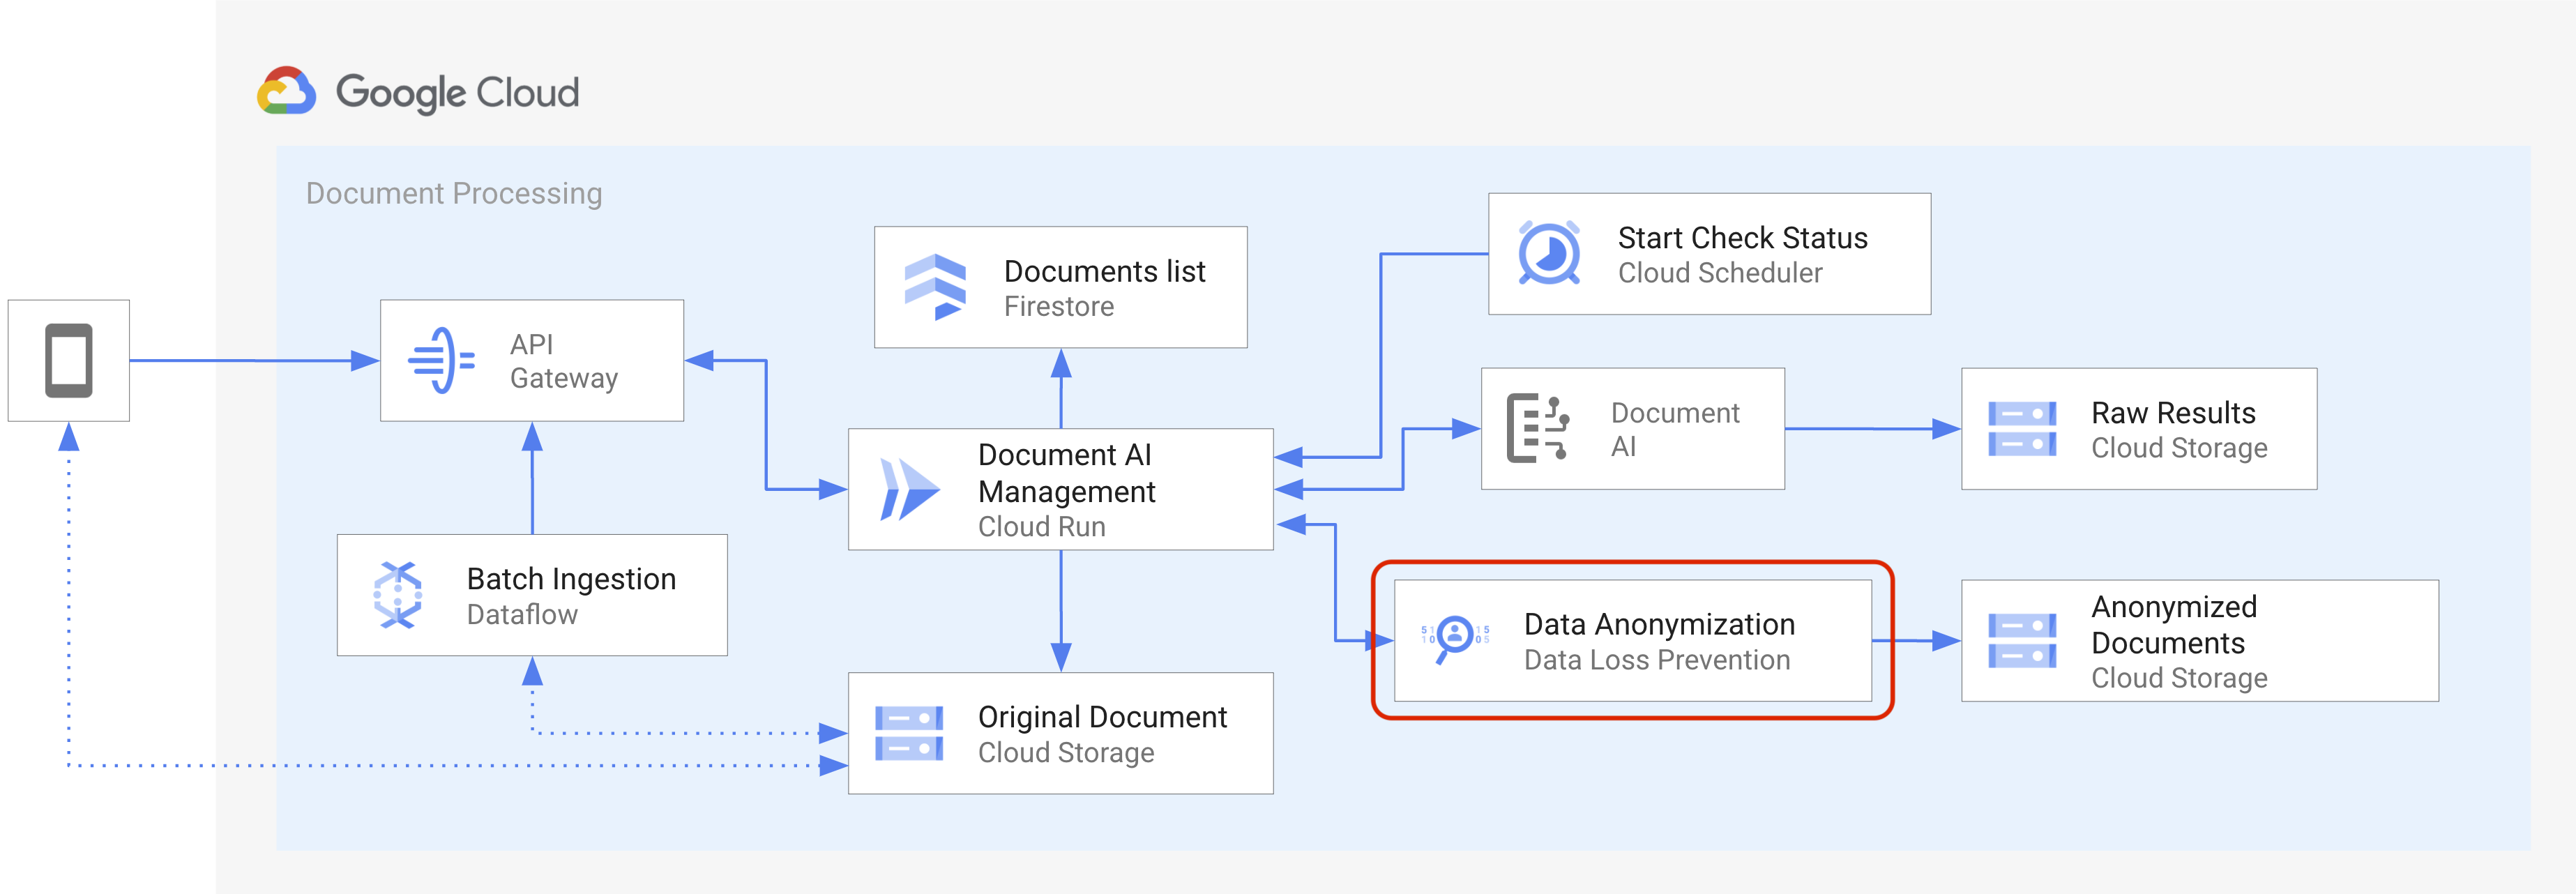 Google Cloud
Document Processing
Start Check Status
Cloud Scheduler
Documents list
Firestore
API
Gateway
Document
AI
Raw Results
Cloud Storage
Document AI
Management
Cloud Run
Batch Ingestion
Dataflow
Data Anonymization
Data Loss Prevention
Anonymized
Documents
Cloud Storage
Original Document
Cloud Storage